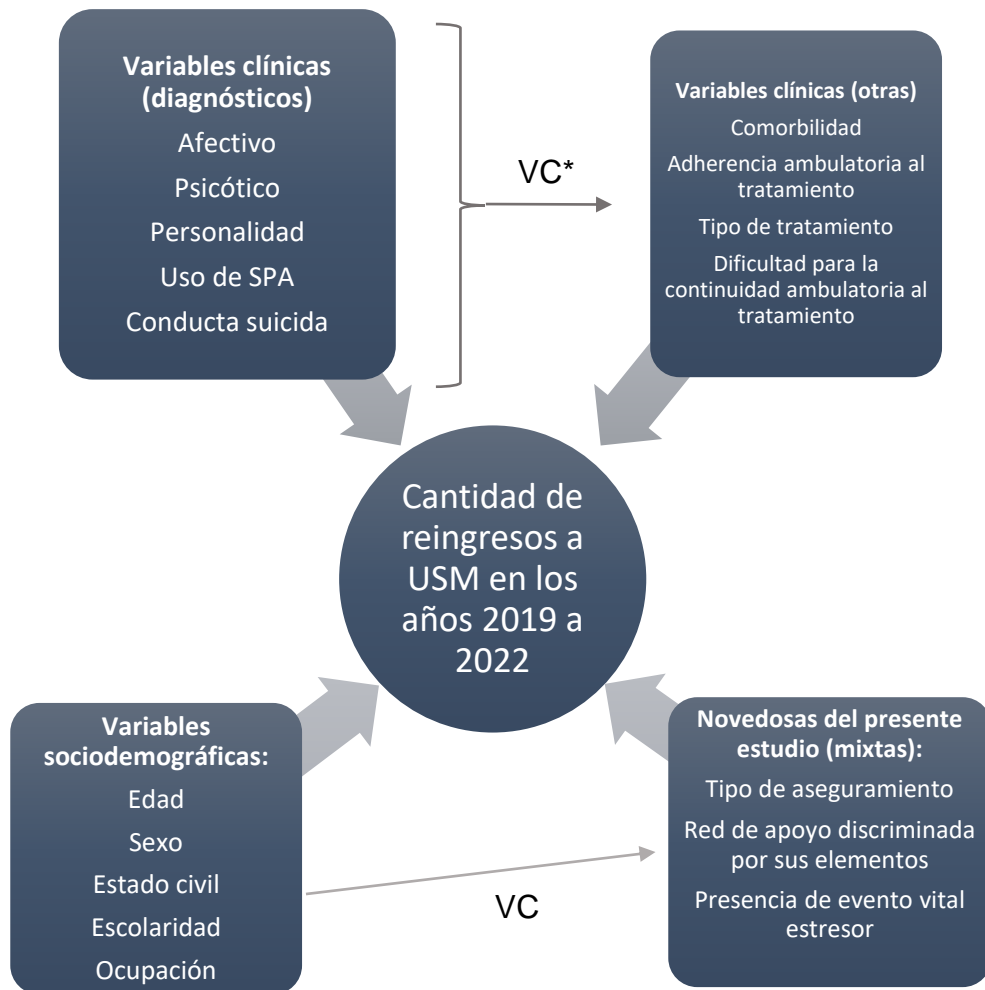 Variables clínicas
(diagnósticos)
Afectivo
Psicótico
Personalidad
Uso de SPA
Conducta suicida
VC*
Variables clínicas (otras)
Comorbilidad
Adherencia ambulatoria al
tratamiento
Tipo de tratamiento
Dificultad para la
continuidad ambulatoria al
tratamiento
Cantidad de
reingresos a
USM en los
años 2019 a
2022
Variables
sociodemográficas:
Edad
Sexo
Estado civil
Escolaridad
Ocupación
VC
Novedosas del presente
estudio (mixtas):
Tipo de aseguramiento
Red de apoyo discriminada
por sus elementos
Presencia de evento vital
estresor